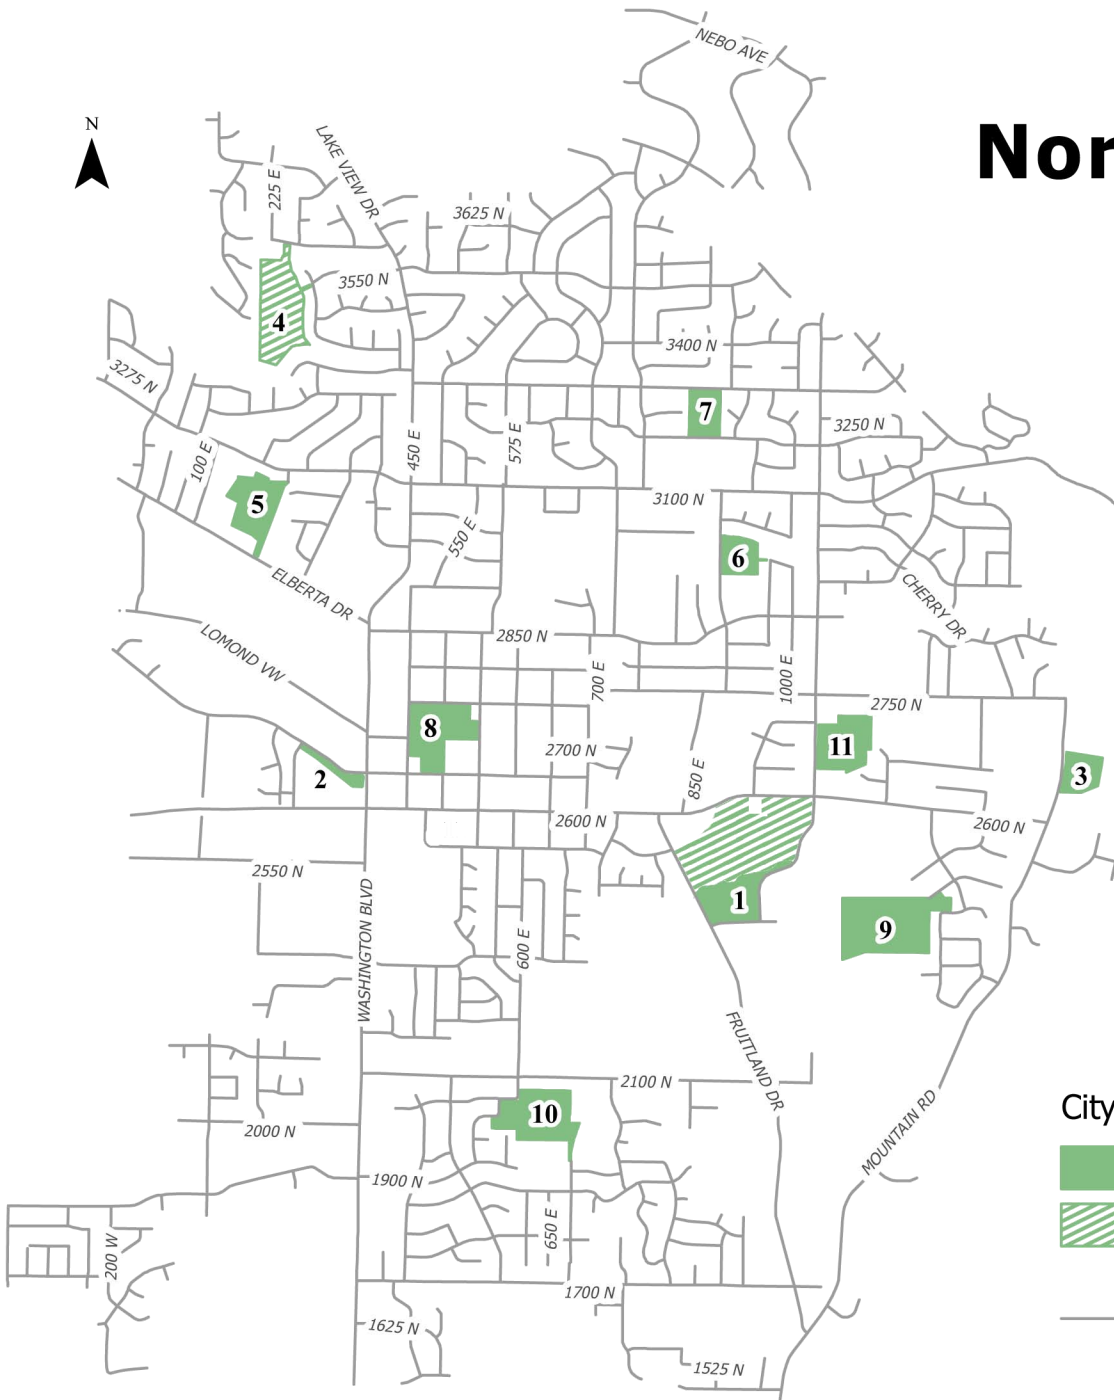 NEBO AVE
N
Nor
LAKE VIEW DR
225 E
3625 N
3550 N
4
3400 N
3275 N
7
3250 N
450 E
575 E
100 E
3100 N
5
550 E
6
ELBERTA DR
CHERRY DR
LOMOND VW
2850 N
700 E
1000 E
2750 N
8
2700 N
11
2
850 E
3
2600 N
2600 N
2550 N
1
WASHINGTON BLVD
600 E
9
FRUITLAND DR
2100 N
City
10
2000 N
MOUNTAIN RD
1900 N
650 E
200 W
1700 N
1625 N
1525 N